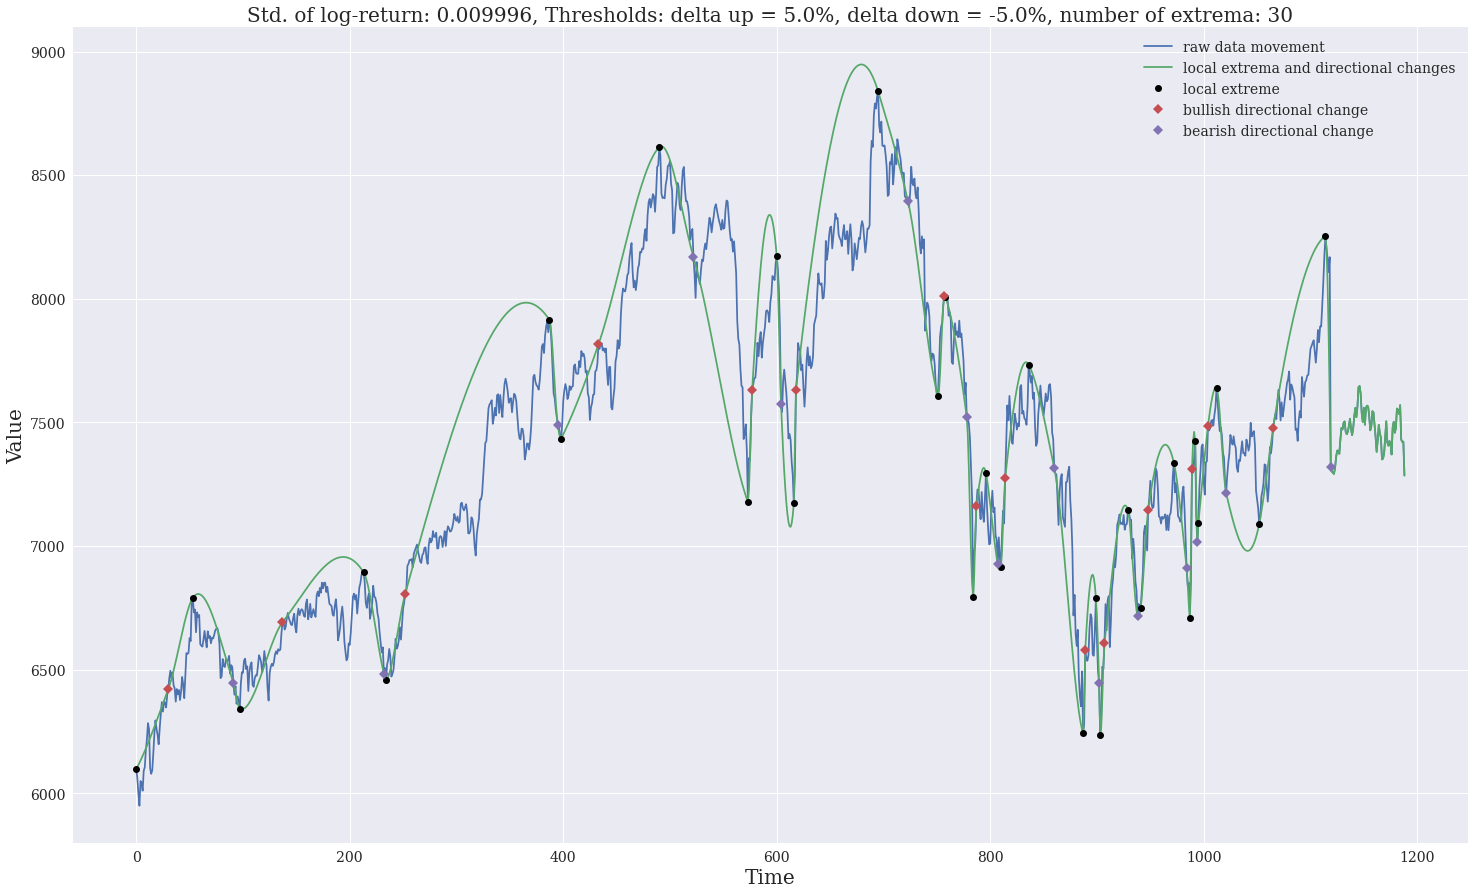 Std. of log-return: 0.009996, Thresholds: delta up = 5.0%, delta down = -5.0%, number of extrema: 30
raw data movement
local extrema and directional changes
local extreme
bullish directional change
bearish directional change
9000
8500
8000
7500
7000
6500
6000
Value
0 200 400 600 800 1000 1200
Time